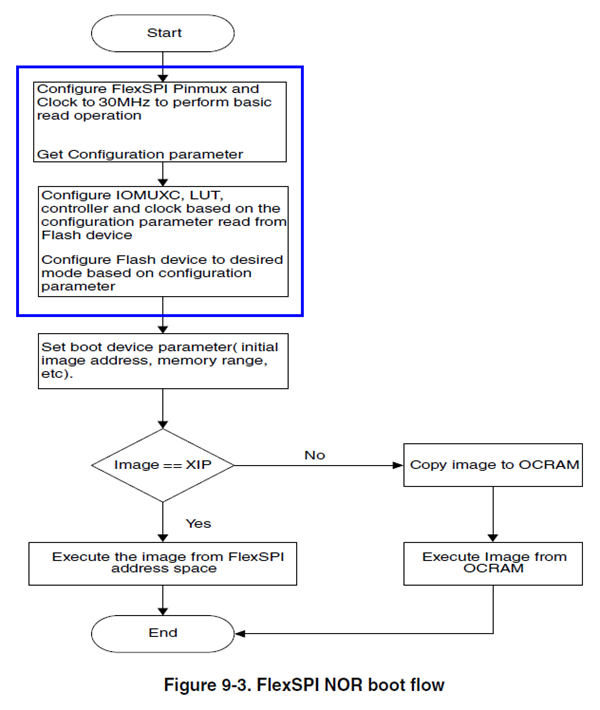 Start
Configure FlexSPI Pinmux and
Clock to 30MHz to perform basic
read operation
Get Configuration parameter
Configure IOMUXC, LUT,
controller and clock based on the
configuration parameter read from
Flash device
Configure Flash device to desired
mode based on configuration
parameter
Set boot device parameter( initial
image address, memory range,
etc).
Image == XIP
No
Copy image to OCRAM
Yes
Execute the image from FlexSPI
address space
Execute Image from
OCRAM
End
Figure 9-3. FlexSPI NOR boot flow